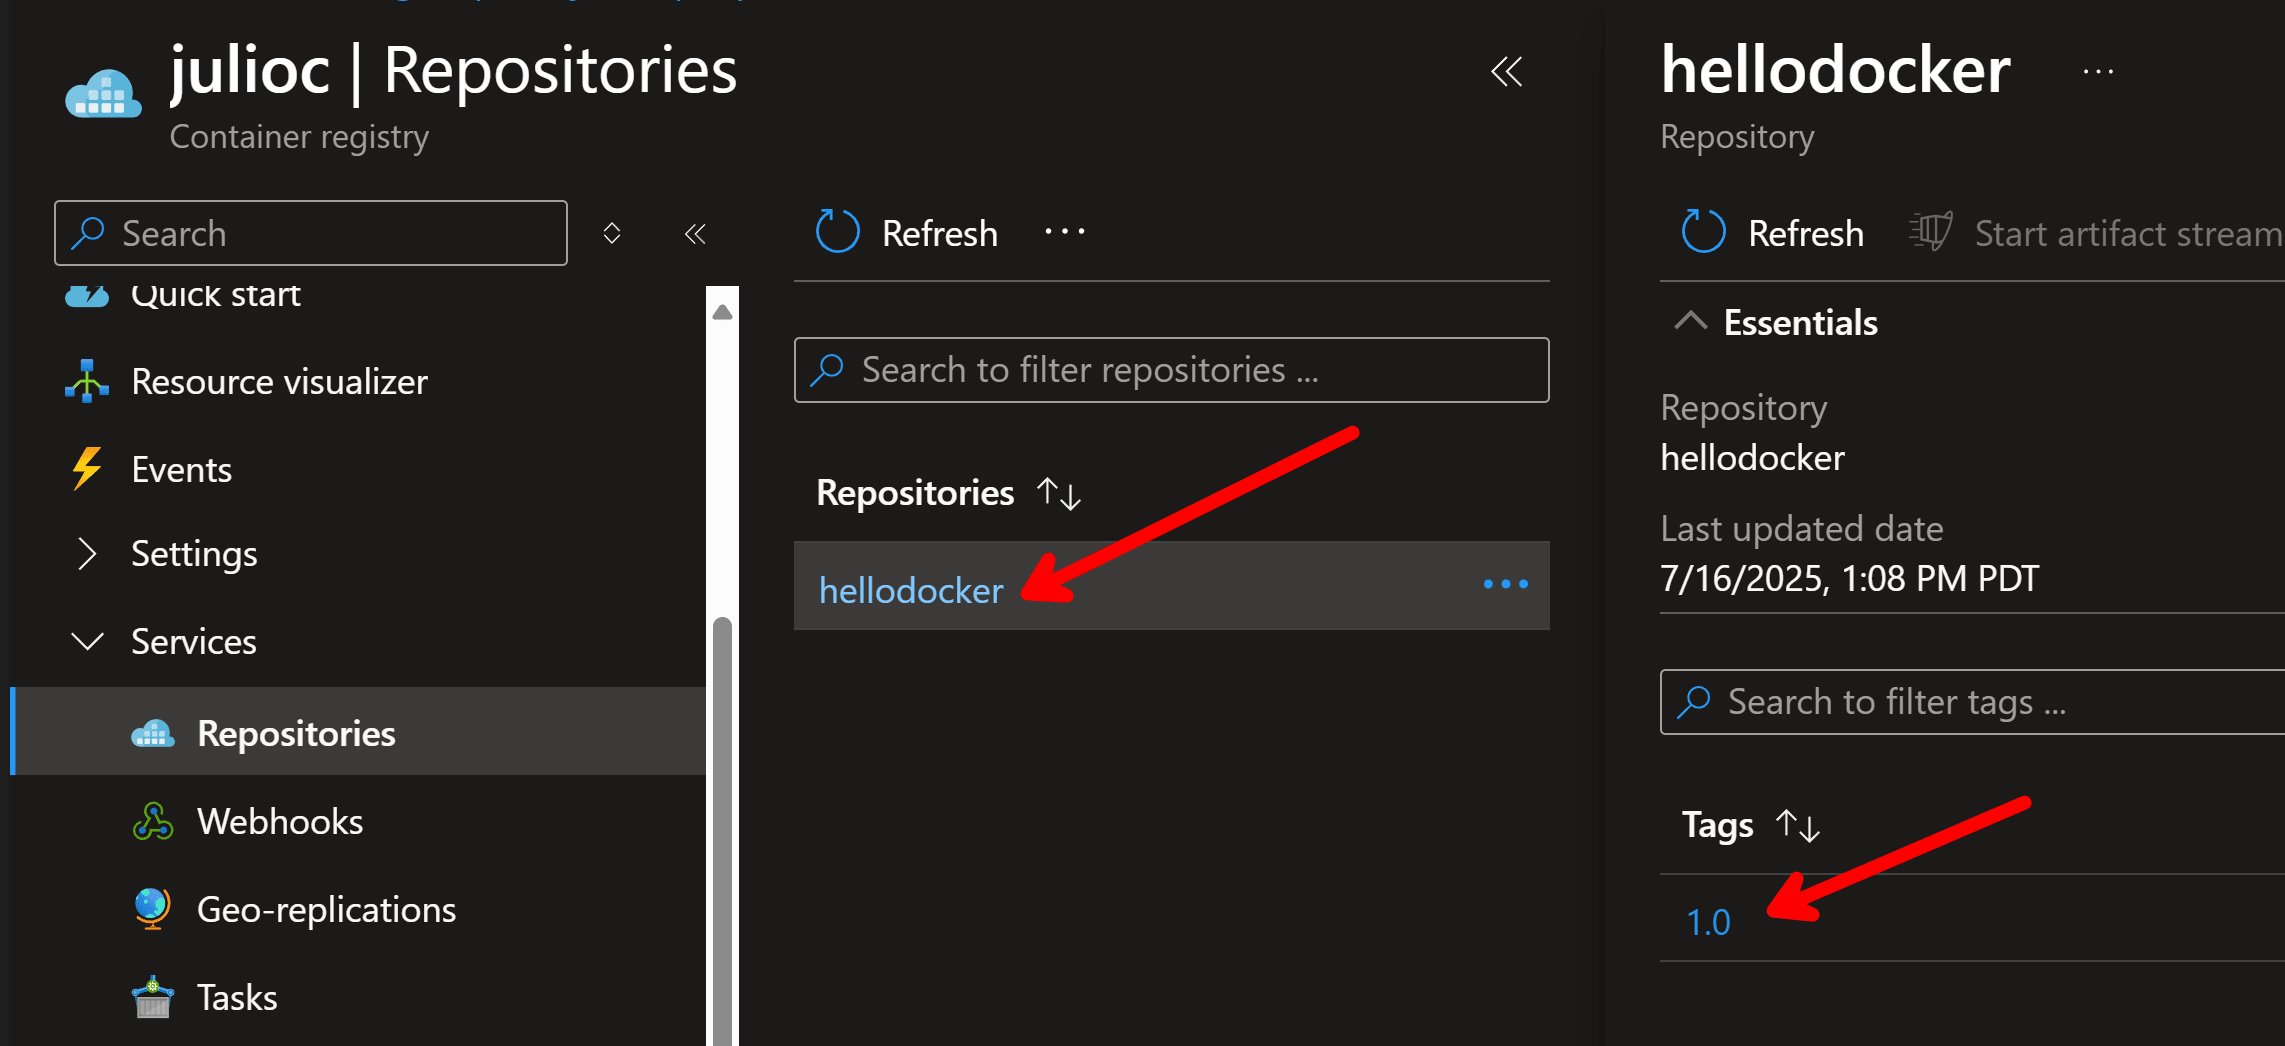 julioc | Repositories
Container registry
Search
Quick start
Resource visualizer
Events
Settings
Services
Repositories
Webhooks
Geo-replications
Tasks
Refresh
Search to filter repositories ...
Repositories
hellodocker
hellodocker
Repository
Refresh
Start artifact stream
Essentials
Repository
hellodocker
Last updated date
7/16/2025, 1:08 PM PDT
Search to filter tags ...
Tags
1.0